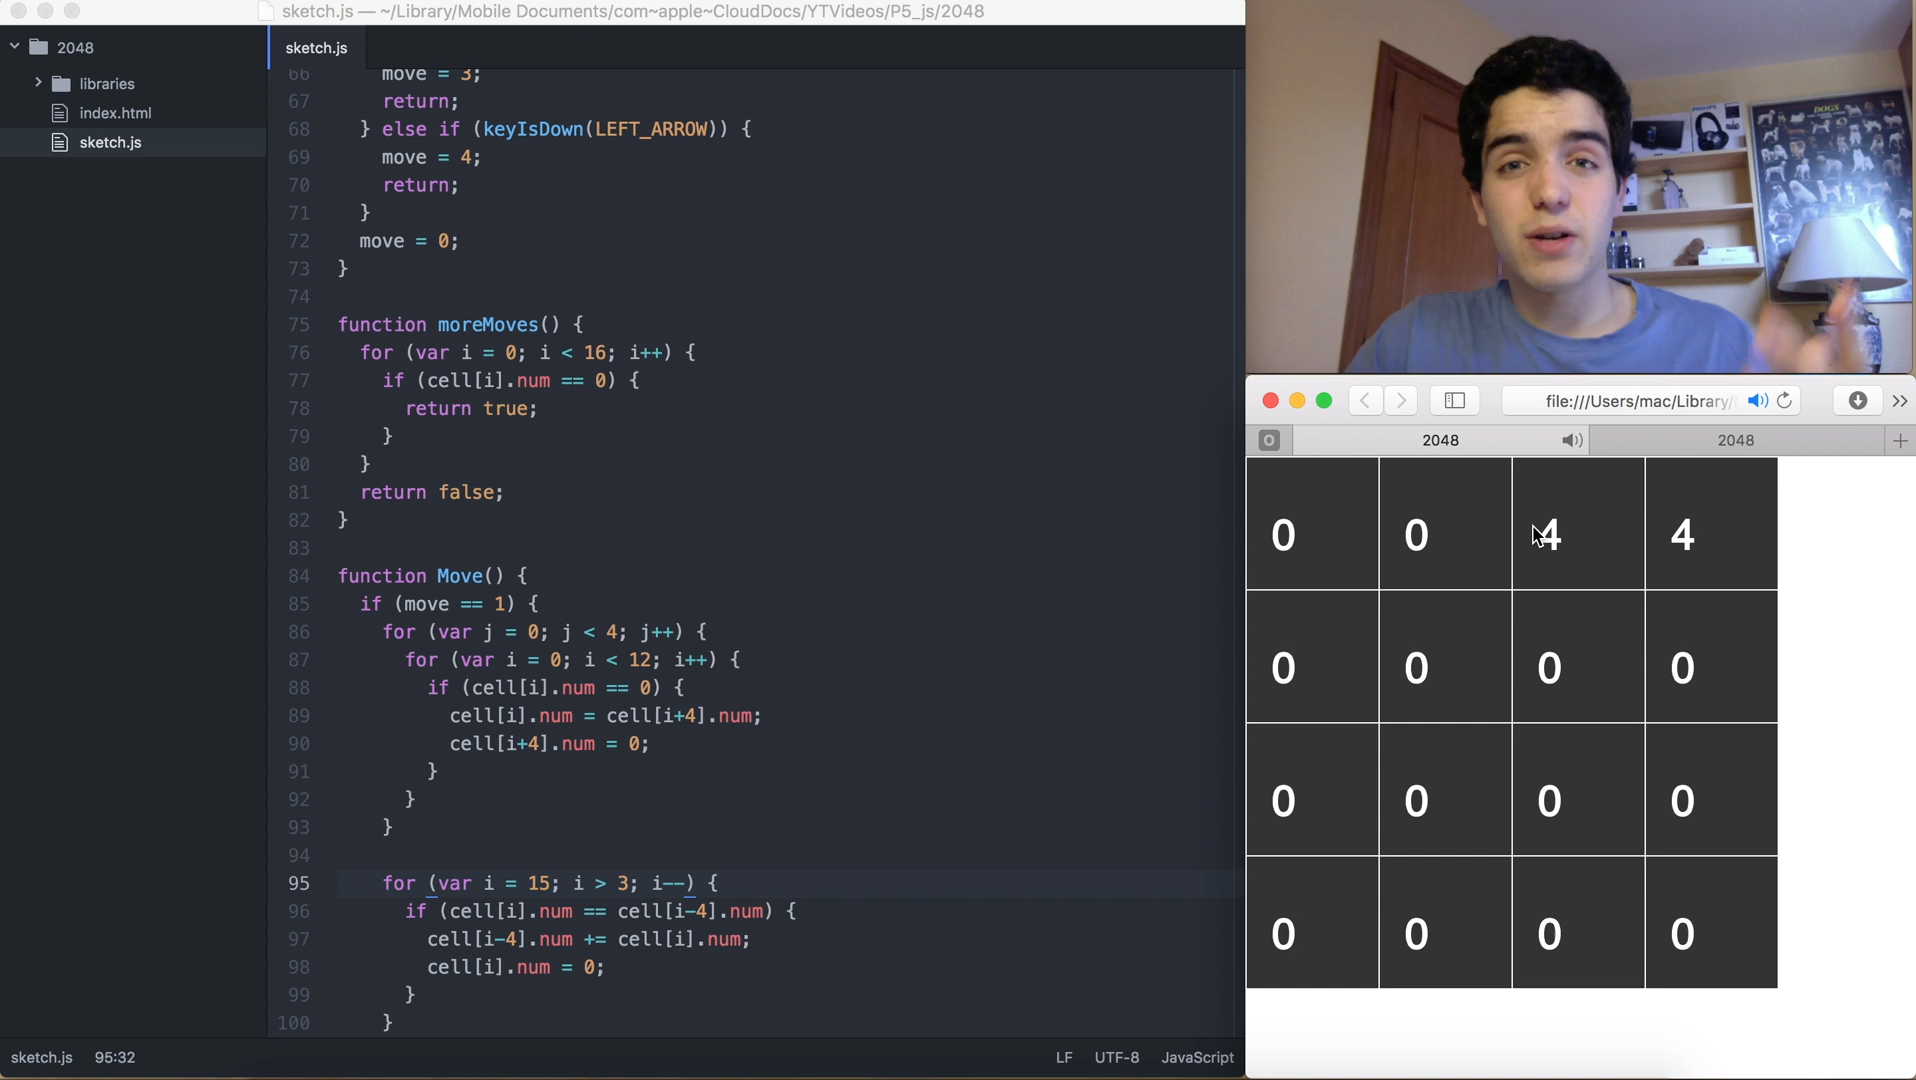 sketch.js — ~/Library/Mobile Documents/com~apple~CloudDocs/YTVideos/P5_js/2048
2048
libraries
index.html
sketch.js
sketch.js
66 move = 3;
67 return;
68 } else if (keyIsDown(LEFT_ARROW)) {
69 move = 4;
70 return;
71 }
72 move = 0;
73 }
74
75 function moreMoves() {
76 for (var i = 0; i < 16; i++) {
77 if (cell[i].num == 0) {
78 return true;
79 }
80 }
81 return false;
82 }
83
84 function Move() {
85 if (move == 1) {
86 for (var j = 0; j < 4; j++) {
87 for (var i = 0; i < 12; i++) {
88 if (cell[i].num == 0) {
89 cell[i].num = cell[i+4].num;
90 cell[i+4].num = 0;
91 }
92 }
93 }
94
95 for (var i = 15; i > 3; i--) {
96 if (cell[i].num == cell[i-4].num) {
97 cell[i-4].num += cell[i].num;
98 cell[i].num = 0;
99 }
100 }
sketch.js 95:32
LF UTF-8 JavaScript
PHILIPS
DOGS
file:///Users/mac/Library/
O 2048 2048
0 0 4 4
0 0 0 0
0 0 0 0
0 0 0 0